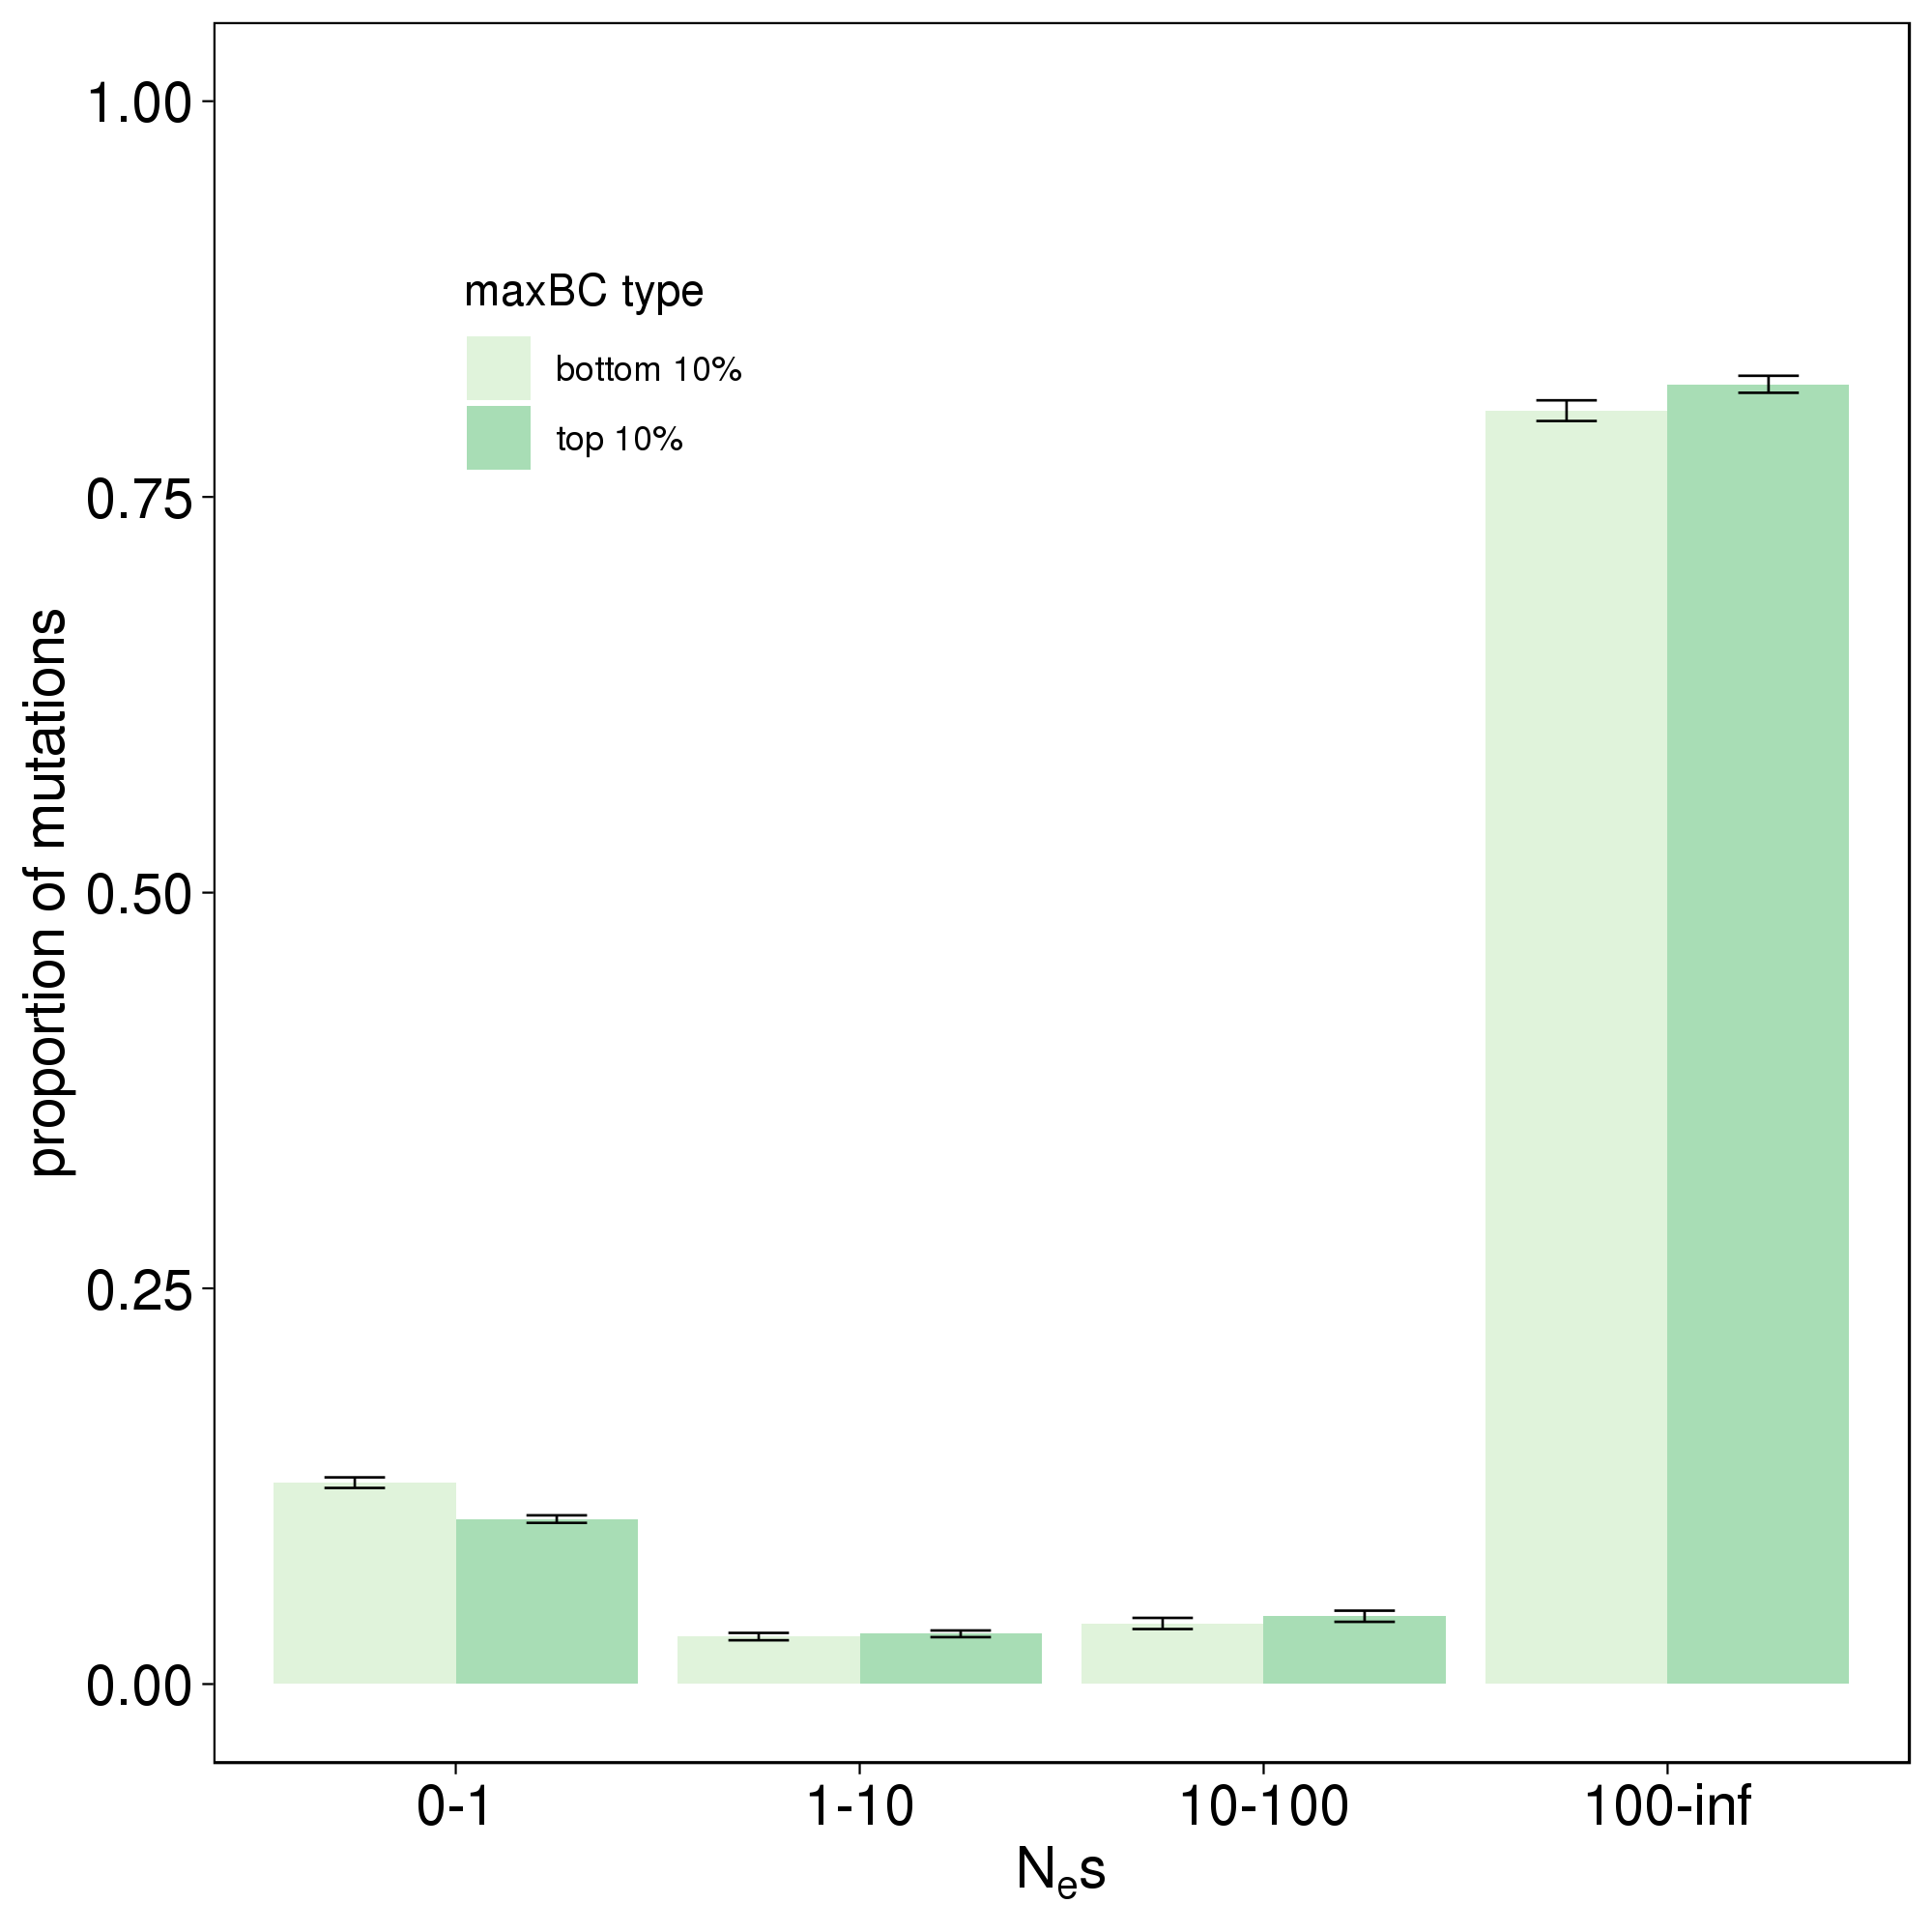 1.00
0.75
0.50
0.25
0.00
proportion of mutations
maxBC type
bottom 10%
top 10%
0-1
1-10
10-100
100-inf
Nₑs